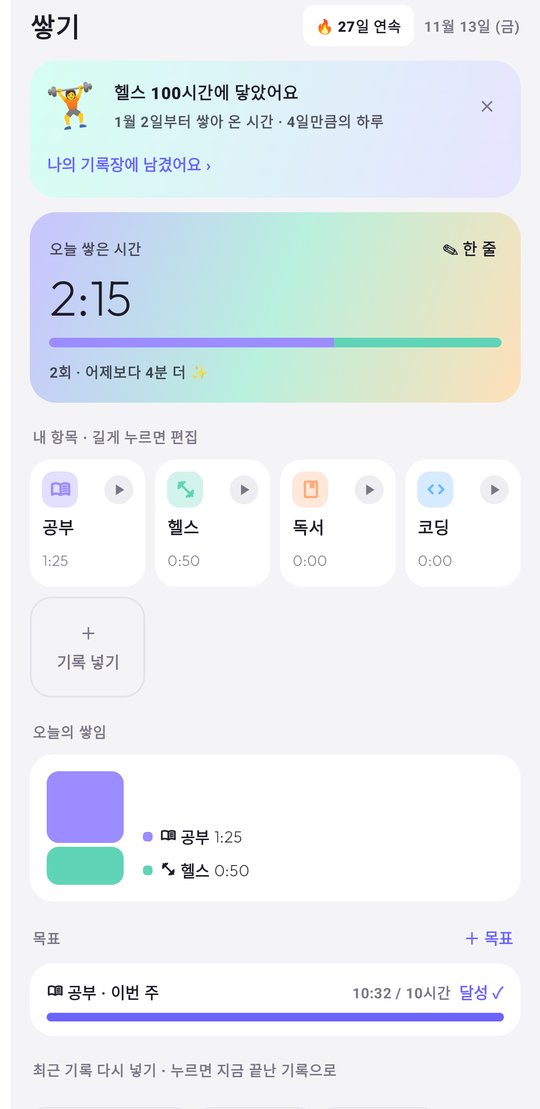 쌓기
🔥 27일 연속
11월 13일 (금)
헬스 100시간에 닿았어요
1월 2일부터 쌓아 온 시간 · 4일만큼의 하루
나의 기록장에 남겼어요 ›
오늘 쌓은 시간
✎ 한 줄
2:15
2회 · 어제보다 4분 더 ✨
내 항목 · 길게 누르면 편집
공부
1:25
헬스
0:50
독서
0:00
코딩
0:00
+
기록 넣기
오늘의 쌓임
공부 1:25
헬스 0:50
목표
+ 목표
공부 · 이번 주
10:32 / 10시간 달성 ✓
최근 기록 다시 넣기 · 누르면 지금 끝난 기록으로